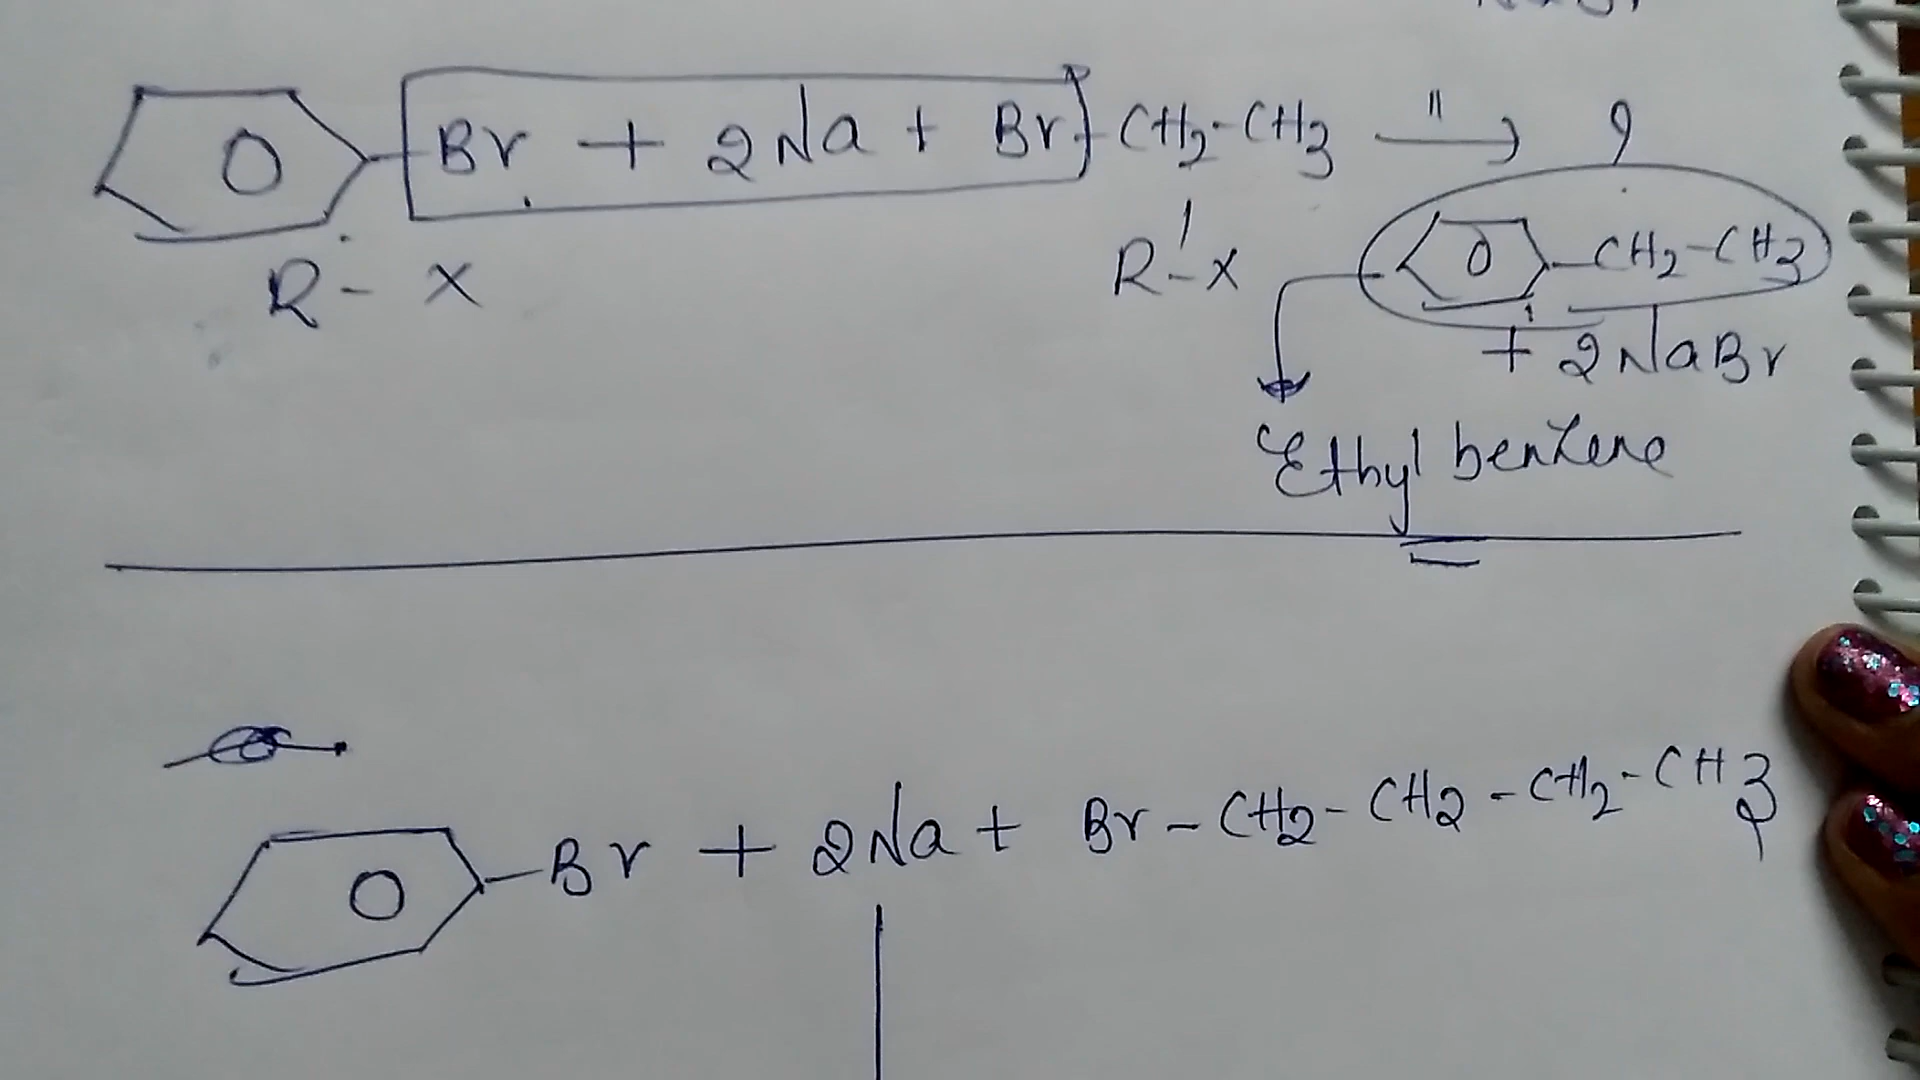 Br + 2Na + Br - CH2-CH3 " → ?
R - X R'-X
CH2-CH3
+ 2NaBr
Ethyl benzene
-Br + 2Na + Br - CH2 - CH2 - CH2 - CH3